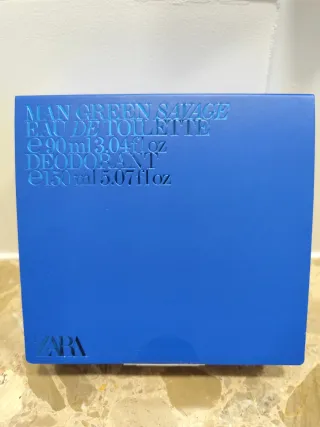 MAN GREEN SAVAGE
EAU DE TOILETTE
℮ 90 ml 3.04 fl oz
DEODORANT
℮ 150 ml 5.07 fl oz
ZARA